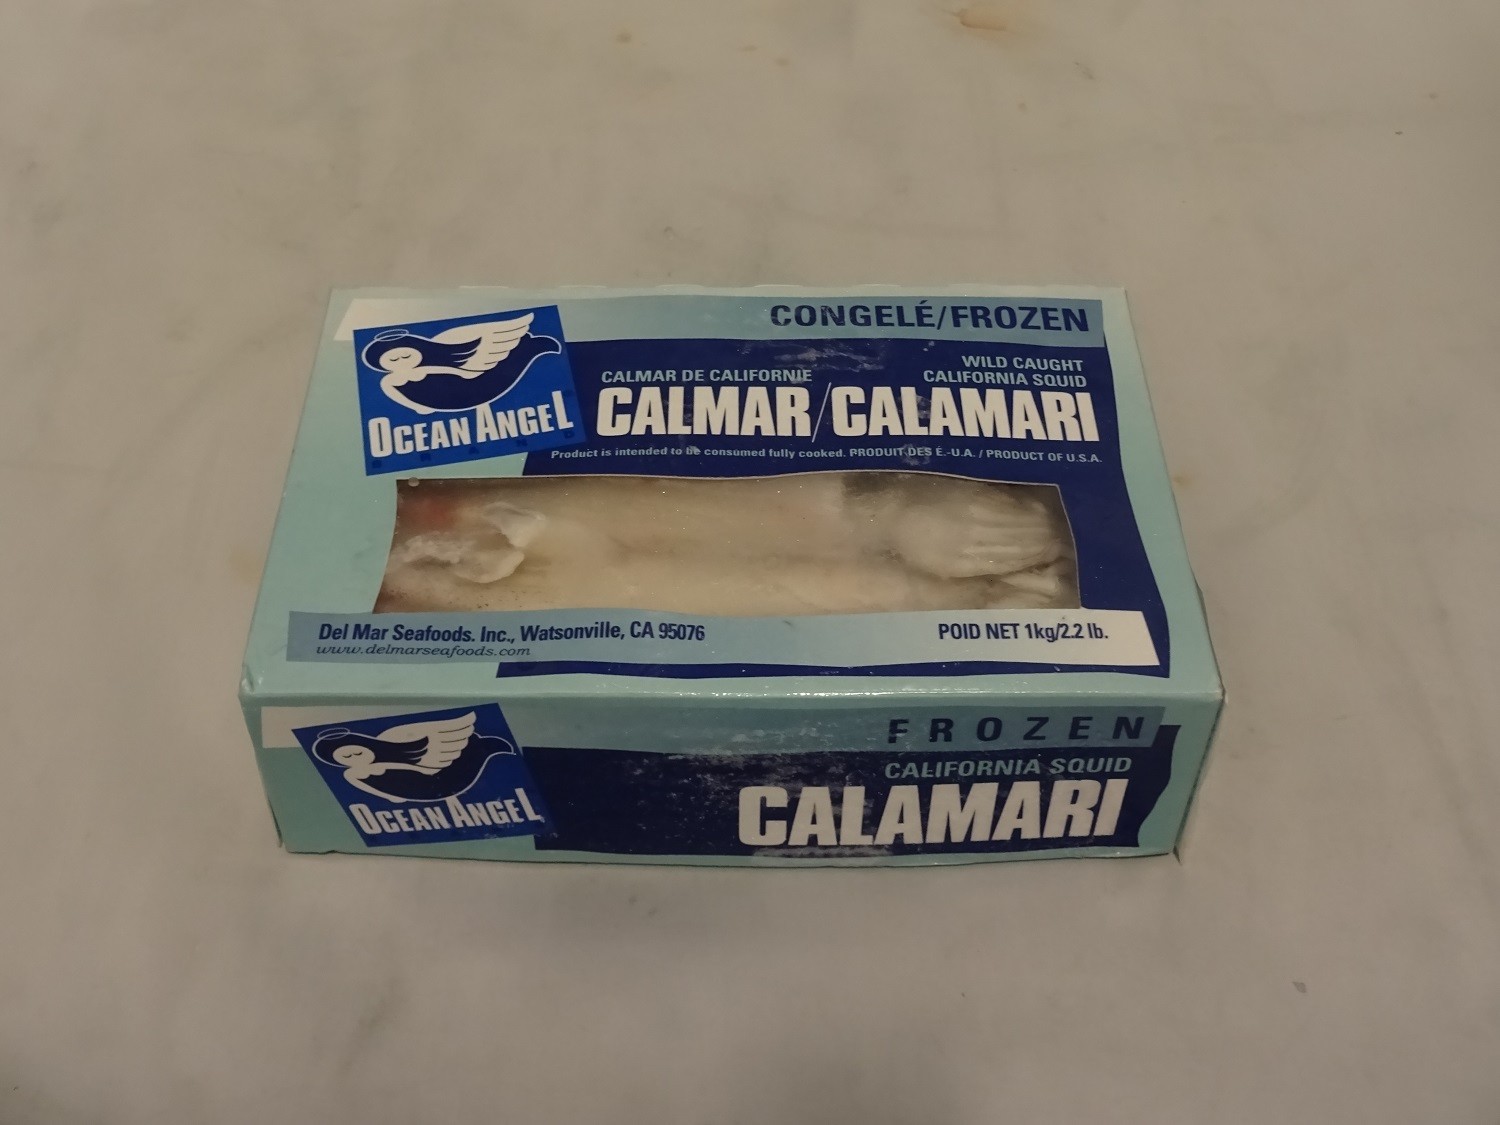 CONGELÉ/FROZEN
OCEAN ANGEL
BRAND
CALMAR DE CALIFORNIE
WILD CAUGHT
CALIFORNIA SQUID
CALMAR/CALAMARI
Product is intended to be consumed fully cooked. PRODUIT DES É.-U.A. / PRODUCT OF U.S.A.
Del Mar Seafoods. Inc., Watsonville, CA 95076
www.delmarseafoods.com
POID NET 1kg/2.2 lb.
OCEAN ANGEL
FROZEN
CALIFORNIA SQUID
CALAMARI